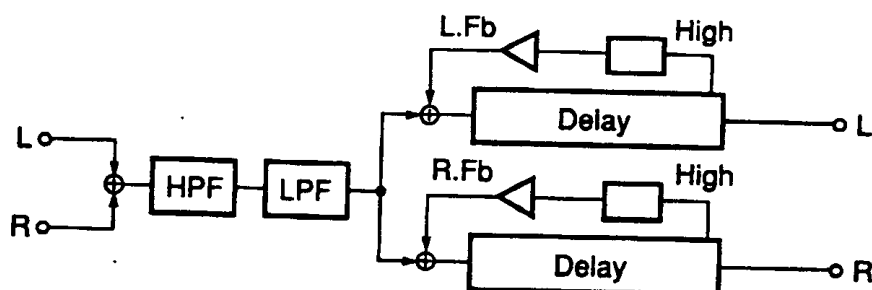 L.Fb High
Delay L
L
HPF LPF
R.Fb High
R
Delay R